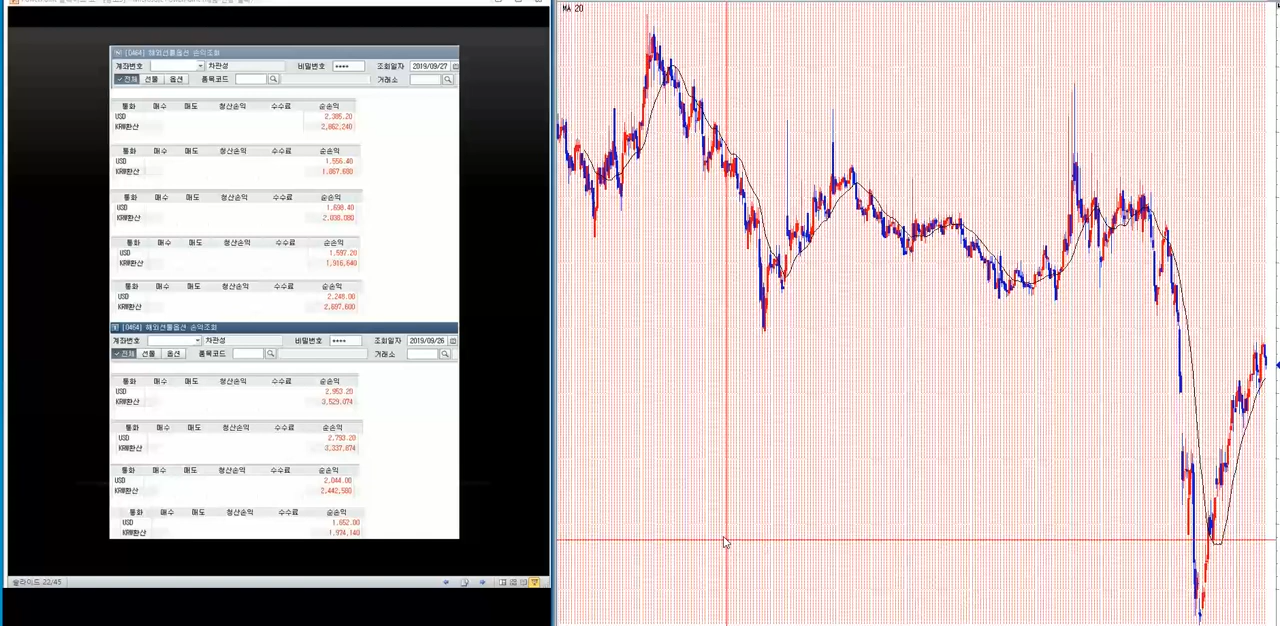 MA 20
[0464] 해외선물옵션 손익조회
계좌번호 차관성 비밀번호 **** 조회일자 2019/09/27
전체 선물 옵션 품목코드 거래소
통화 매수 매도 청산손익 수수료 순손익
USD 2,385.20
KRW환산 2,862,240
통화 매수 매도 청산손익 수수료 순손익
USD 1,556.40
KRW환산 1,867,680
통화 매수 매도 청산손익 수수료 순손익
USD 1,698.40
KRW환산 2,038,080
통화 매수 매도 청산손익 수수료 순손익
USD 1,597.20
KRW환산 1,916,640
통화 매수 매도 청산손익 수수료 순손익
USD 2,248.00
KRW환산 2,697,600
[0464] 해외선물옵션 손익조회
계좌번호 차관성 비밀번호 **** 조회일자 2019/09/26
전체 선물 옵션 품목코드 거래소
통화 매수 매도 청산손익 수수료 순손익
USD 2,953.20
KRW환산 3,529,074
통화 매수 매도 청산손익 수수료 순손익
USD 2,793.20
KRW환산 3,337,874
통화 매수 매도 청산손익 수수료 순손익
USD 2,044.00
KRW환산 2,442,580
통화 매수 매도 청산손익 수수료 순손익
USD 1,652.00
KRW환산 1,974,140
슬라이드 22/45